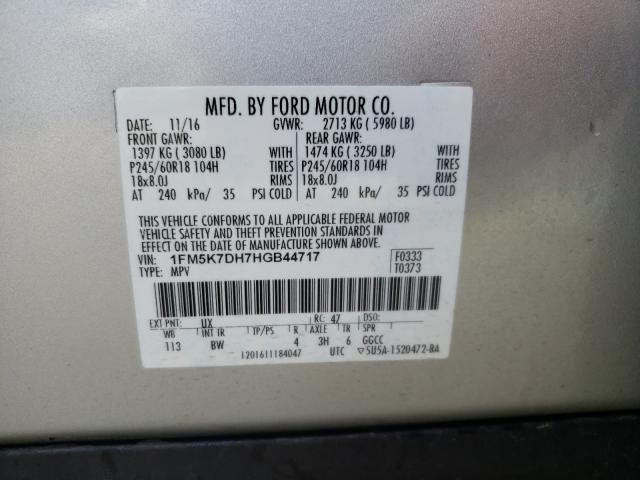 MFD. BY FORD MOTOR CO.
DATE: 11/16 GVWR: 2713 KG ( 5980 LB)
FRONT GAWR: REAR GAWR:
1397 KG ( 3080 LB) WITH 1474 KG ( 3250 LB) WITH
P245/60R18 104H TIRES P245/60R18 104H TIRES
18x8.0J RIMS 18x8.0J RIMS
AT 240 kPa/ 35 PSI COLD AT 240 kPa/ 35 PSI COLD
THIS VEHICLE CONFORMS TO ALL APPLICABLE FEDERAL MOTOR
VEHICLE SAFETY AND THEFT PREVENTION STANDARDS IN
EFFECT ON THE DATE OF MANUFACTURE SHOWN ABOVE.
VIN: 1FM5K7DH7HGB44717 F0333
TYPE: MPV T0373
EXT PNT: UX RC: 47 DSO:
WB INT TR TP/PS R AXLE TR SPR
113 BW 4 3H 6 GGCC
1201611184047 UTC ▽5U5A-1520472-BA